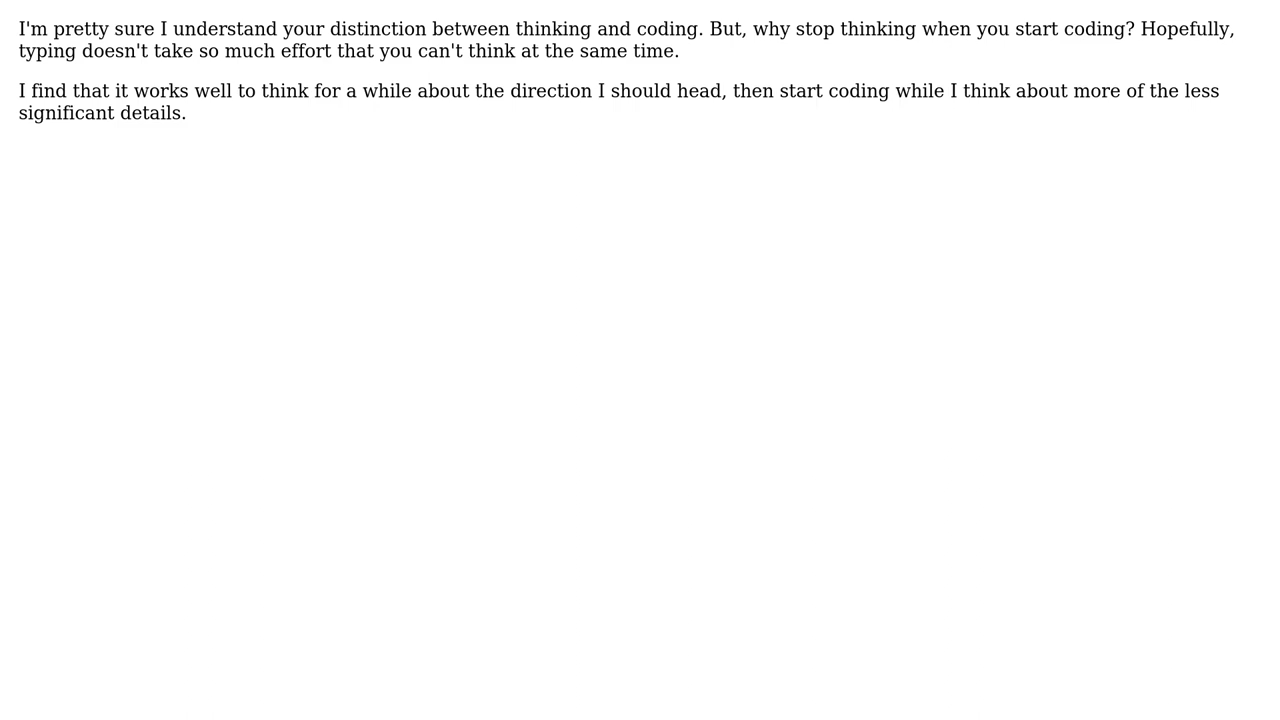 I'm pretty sure I understand your distinction between thinking and coding. But, why stop thinking when you start coding? Hopefully,
typing doesn't take so much effort that you can't think at the same time.
I find that it works well to think for a while about the direction I should head, then start coding while I think about more of the less
significant details.